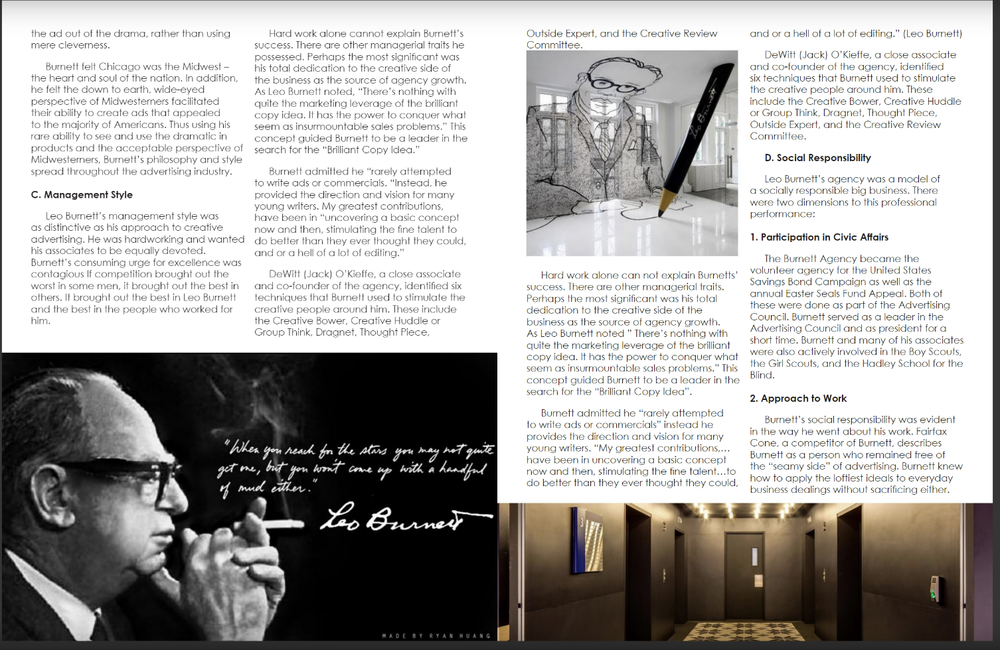 the ad out of the drama, rather than using
mere cleverness.
Burnett felt Chicago was the Midwest –
the heart and soul of the nation. In addition,
he felt the down to earth, wide-eyed
perspective of Midwesterners facilitated
their ability to create ads that appealed
to the majority of Americans. Thus using his
rare ability to see and use the dramatic in
products and the acceptable perspective of
Midwesterners, Burnett's philosophy and style
spread throughout the advertising industry.
C. Management Style
Leo Burnett's management style was
as distinctive as his approach to creative
advertising. He was hardworking and wanted
his associates to be equally devoted.
Burnett's consuming urge for excellence was
contagious If competition brought out the
worst in some men, it brought out the best in
others. It brought out the best in Leo Burnett
and the best in the people who worked for
him.
Hard work alone cannot explain Burnett's
success. There are other managerial traits he
possessed. Perhaps the most significant was
his total dedication to the creative side of
the business as the source of agency growth.
As Leo Burnett noted, "There's nothing with
quite the marketing leverage of the brilliant
copy idea. It has the power to conquer what
seem as insurmountable sales problems." This
concept guided Burnett to be a leader in the
search for the "Brilliant Copy Idea."
Burnett admitted he "rarely attempted
to write ads or commercials. "Instead, he
provided the direction and vision for many
young writers. My greatest contributions,
have been in "uncovering a basic concept
now and then, stimulating the fine talent to
do better than they ever thought they could,
and or a hell of a lot of editing."
DeWitt (Jack) O'Kieffe, a close associate
and co-founder of the agency, identified six
techniques that Burnett used to stimulate the
creative people around him. These include
the Creative Bower, Creative Huddle or
Group Think, Dragnet, Thought Piece,
"When you reach for the stars you may not quite
get one, but you won't come up with a handful
of mud either."
Leo Burnett
MADE BY RYAN HUANG
Outside Expert, and the Creative Review
Committee.
Leo Burnett
Hard work alone can not explain Burnetts'
success. There are other managerial traits.
Perhaps the most significant was his total
dedication to the creative side of the
business as the source of agency growth.
As Leo Burnett noted " There's nothing with
quite the marketing leverage of the brilliant
copy idea. It has the power to conquer what
seem as insurmountable sales problems." This
concept guided Burnett to be a leader in the
search for the "Brilliant Copy Idea".
Burnett admitted he "rarely attempted
to write ads or commercials" instead he
provides the direction and vision for many
young writers. "My greatest contributions,...
have been in uncovering a basic concept
now and then, stimulating the fine talent...to
do better than they ever thought they could,
and or a hell of a lot of editing." (Leo Burnett)
DeWitt (Jack) O'Kieffe, a close associate
and co-founder of the agency, identified
six techniques that Burnett used to stimulate
the creative people around him. These
include the Creative Bower, Creative Huddle
or Group Think, Dragnet, Thought Piece,
Outside Expert, and the Creative Review
Committee.
D. Social Responsibility
Leo Burnett's agency was a model of
a socially responsible big business. There
were two dimensions to this professional
performance:
1. Participation in Civic Affairs
The Burnett Agency became the
volunteer agency for the United States
Savings Bond Campaign as well as the
annual Easter Seals Fund Appeal. Both of
these were done as part of the Advertising
Council. Burnett served as a leader in the
Advertising Council and as president for a
short time. Burnett and many of his associates
were also actively involved in the Boy Scouts,
the Girl Scouts, and the Hadley School for the
Blind.
2. Approach to Work
Burnett's social responsibility was evident
in the way he went about his work. Fairfax
Cone, a competitor of Burnett, describes
Burnett as a person who remained free of
the "seamy side" of advertising. Burnett knew
how to apply the loftiest ideals to everyday
business dealings without sacrificing either.
3